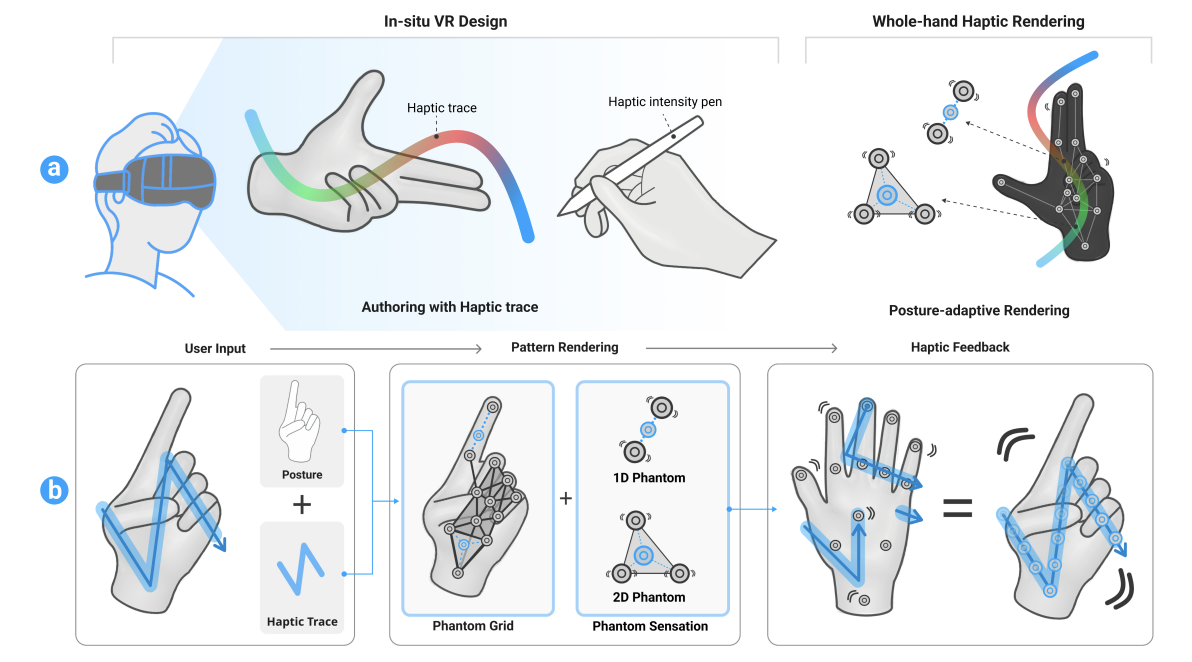 In-situ VR Design
Whole-hand Haptic Rendering
a
Haptic trace
Haptic intensity pen
Authoring with Haptic trace
Posture-adaptive Rendering
User Input
Pattern Rendering
Haptic Feedback
b
Posture
+
Haptic Trace
Phantom Grid
+
1D Phantom
2D Phantom
Phantom Sensation
=